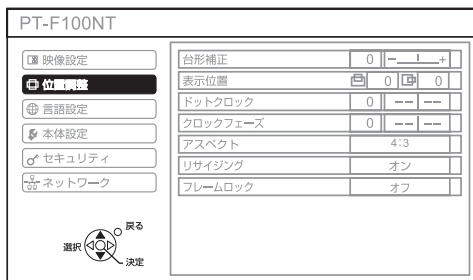 PT-F100NT
映像設定
位置調整
言語設定
本体設定
セキュリティ
ネットワーク
戻る
選択
決定
台形補正 0 - +
表示位置 0 0
ドットクロック 0 -- --
クロックフェーズ 0 -- --
アスペクト 4:3
リサイジング オン
フレームロック オフ